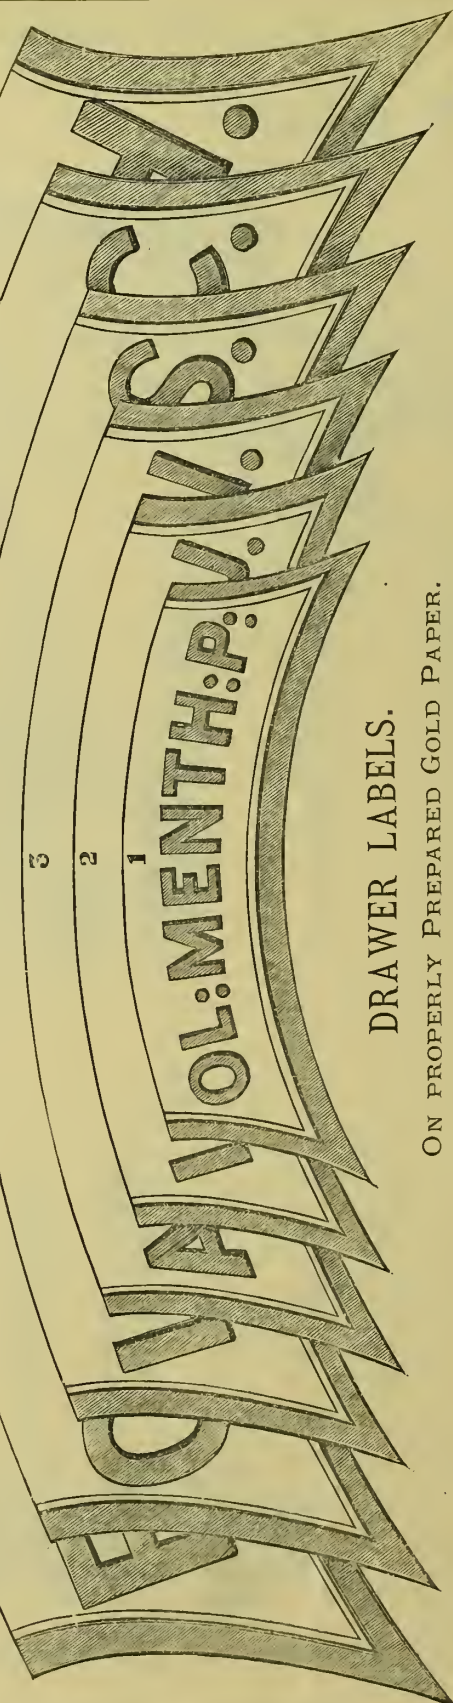 3
2
1
OL:MENTH:P:
DRAWER LABELS.
ON PROPERLY PREPARED GOLD PAPER.